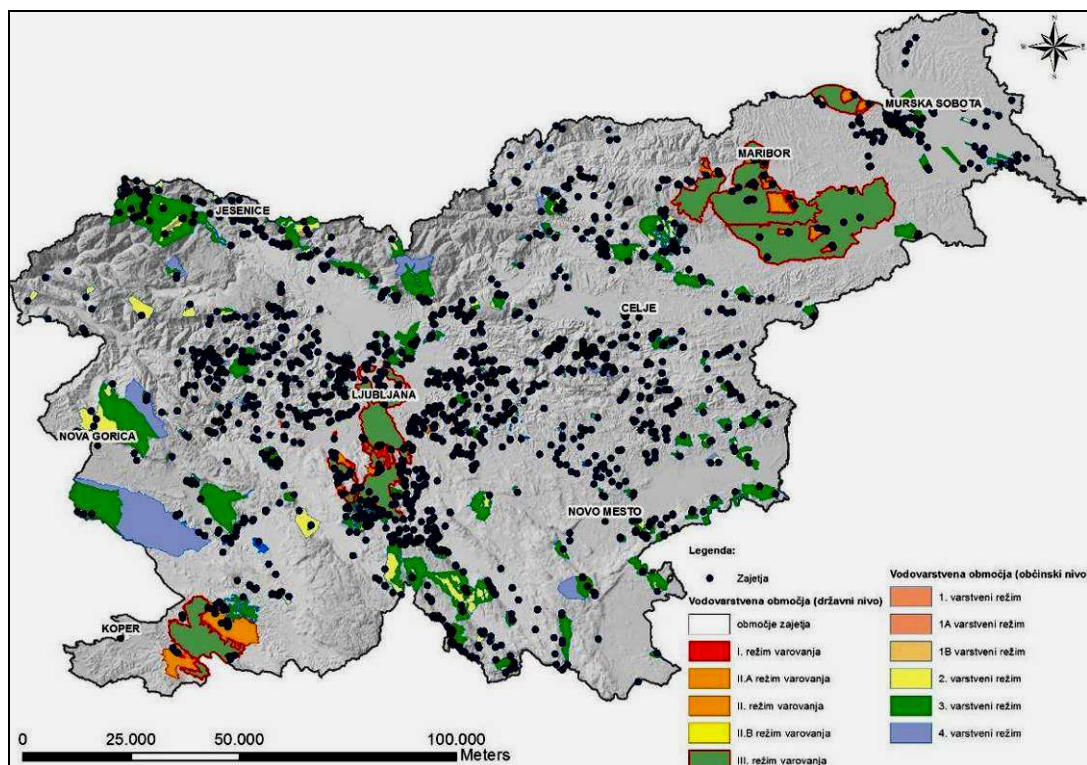 N
MURSKA SOBOTA
MARIBOR
JESENICE
CELJE
LJUBLJANA
NOVA GORICA
NOVO MESTO
KOPER
Legenda:
Zajetja
Vodovarstvena območja (državni nivo)
območje zajetja
I. režim varovanja
II.A režim varovanja
II. režim varovanja
II.B režim varovanja
III. režim varovanja
Vodovarstvena območja (občinski nivo
1. varstveni režim
1A varstveni režim
1B varstveni režim
2. varstveni režim
3. varstveni režim
4. varstveni režim
0 25.000 50.000 100.000
Meters